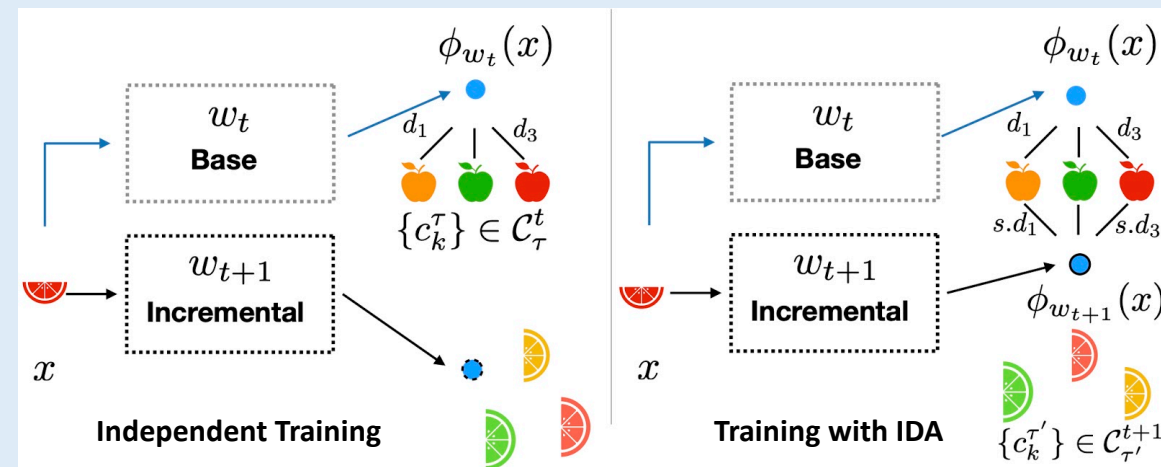 ϕ_{w_t}(x)
w_t
Base
d_1
d_3
{c_k^τ} ∈ C_τ^t
w_{t+1}
Incremental
x
Independent Training
ϕ_{w_t}(x)
w_t
Base
d_1
d_3
s.d_1
s.d_3
w_{t+1}
Incremental
ϕ_{w_{t+1}}(x)
x
Training with IDA
{c_k^{τ'}} ∈ C_{τ'}^{t+1}